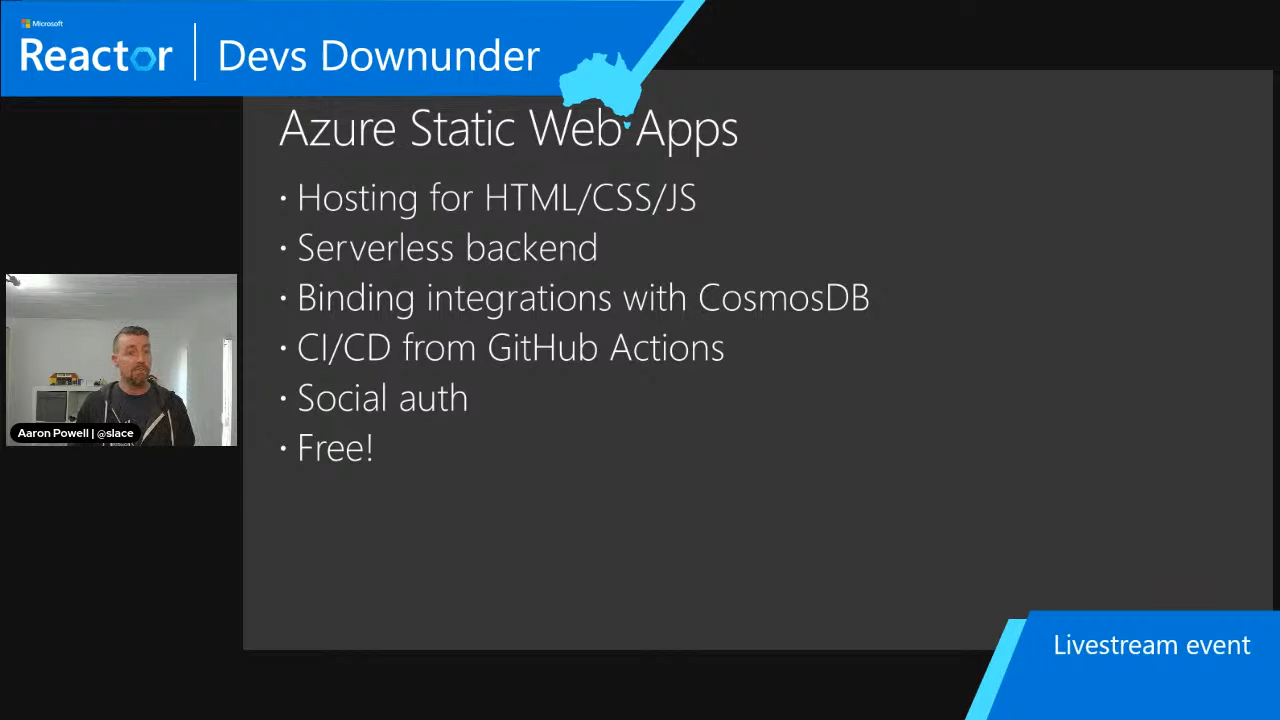 Microsoft
Reactor
Devs Downunder
Azure Static Web Apps
• Hosting for HTML/CSS/JS
• Serverless backend
• Binding integrations with CosmosDB
• CI/CD from GitHub Actions
• Social auth
• Free!
Aaron Powell | @slace
Livestream event